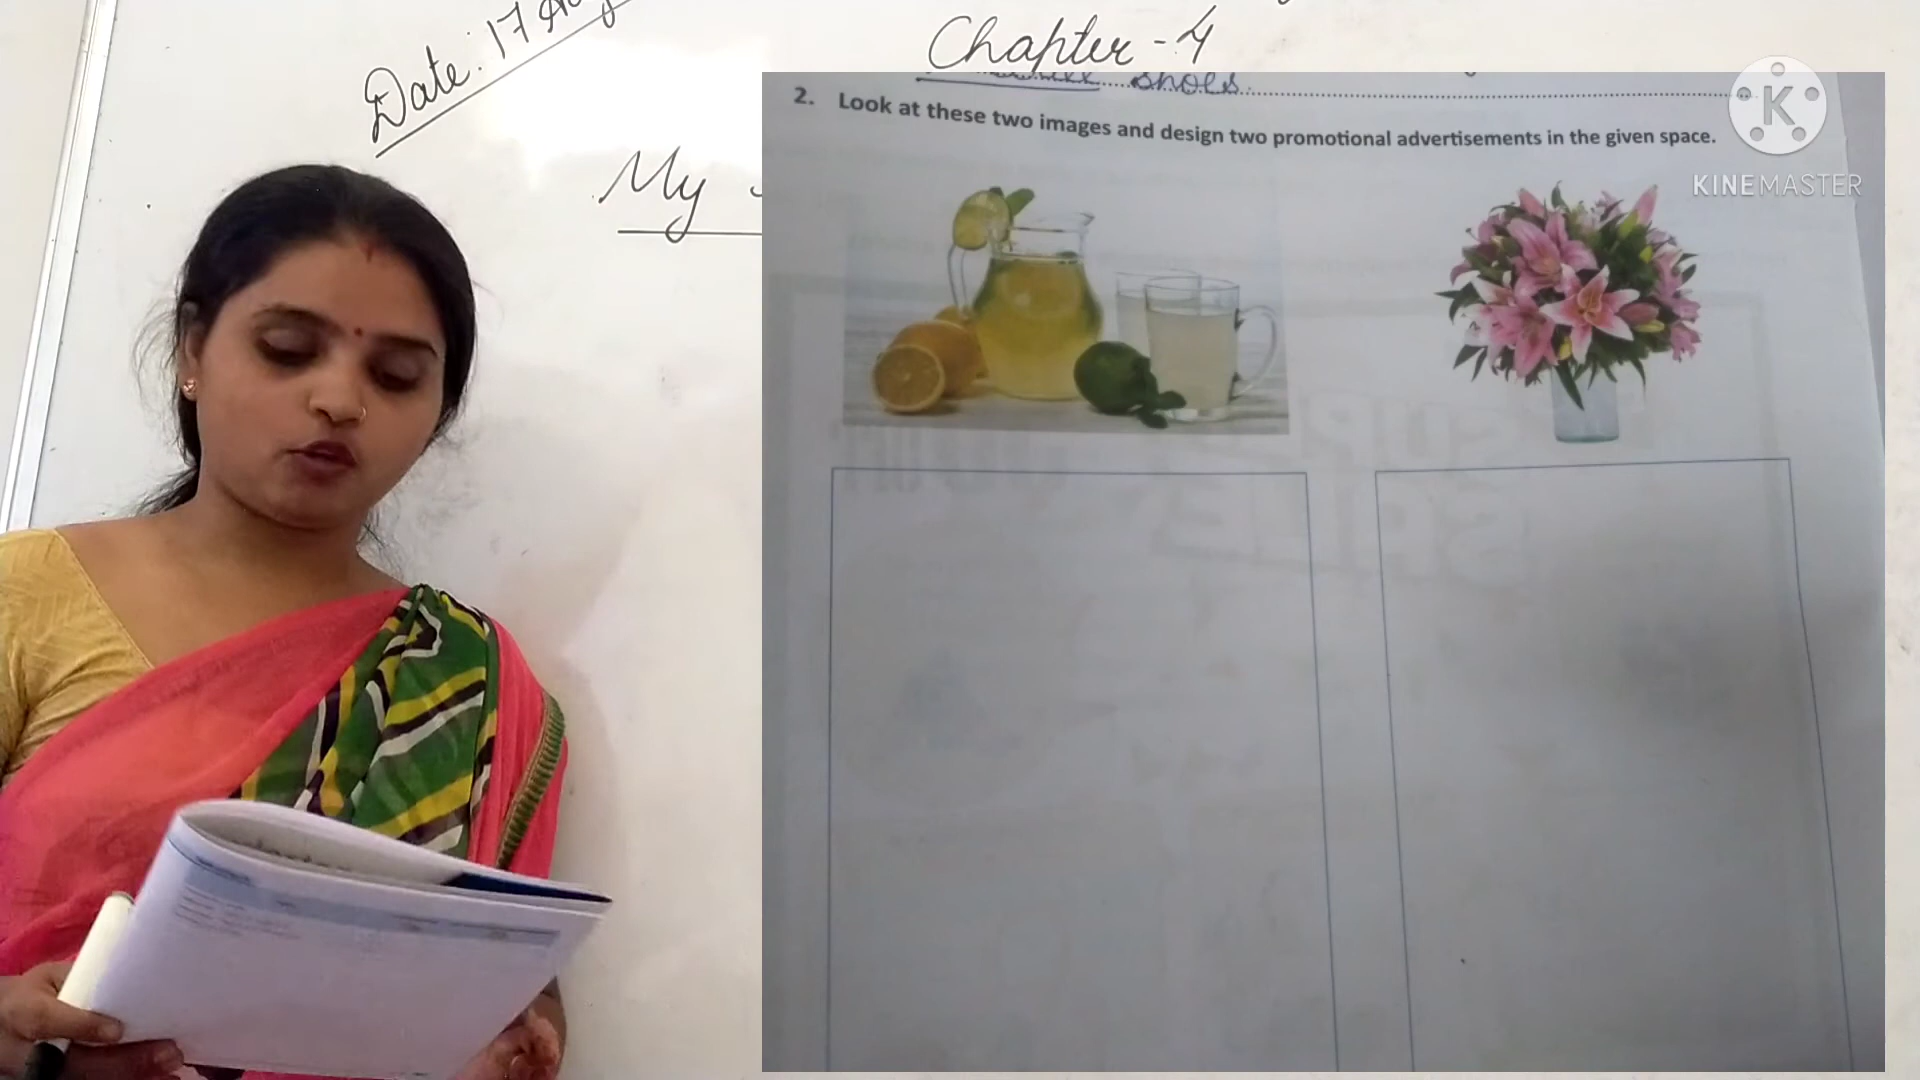 Date: 17 Aug
Chapter - 4
My
shoes.
2. Look at these two images and design two promotional advertisements in the given space.
K
KINEMASTER